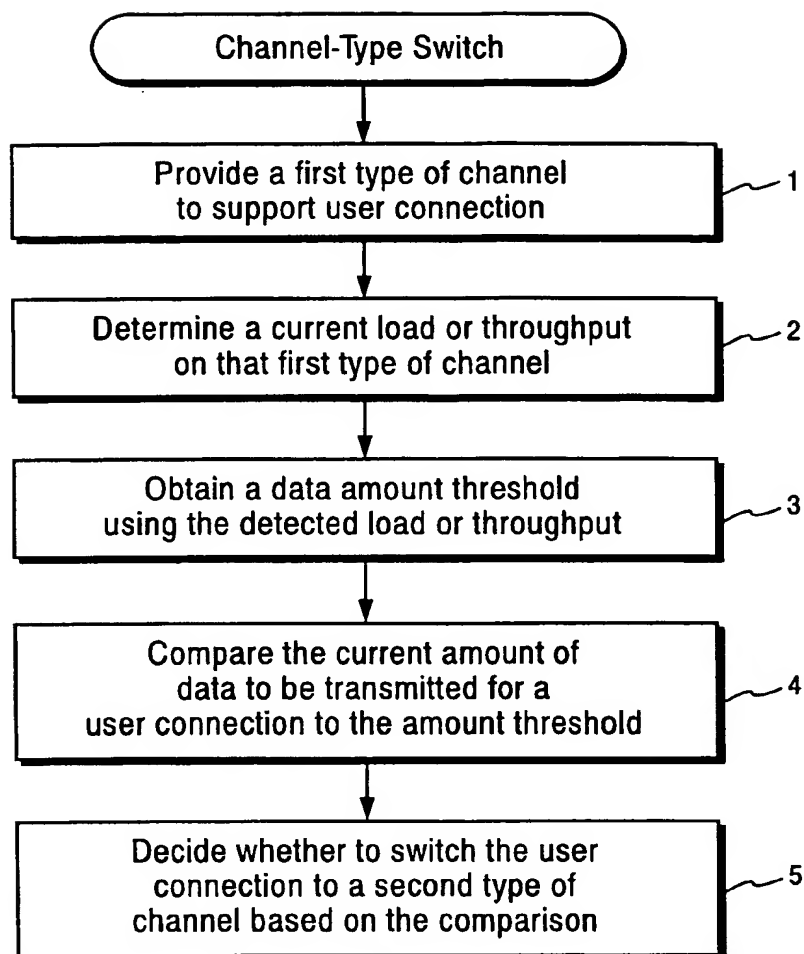 Channel-Type Switch
Provide a first type of channel
to support user connection
1
Determine a current load or throughput
on that first type of channel
2
Obtain a data amount threshold
using the detected load or throughput
3
Compare the current amount of
data to be transmitted for a
user connection to the amount threshold
4
Decide whether to switch the user
connection to a second type of
channel based on the comparison
5